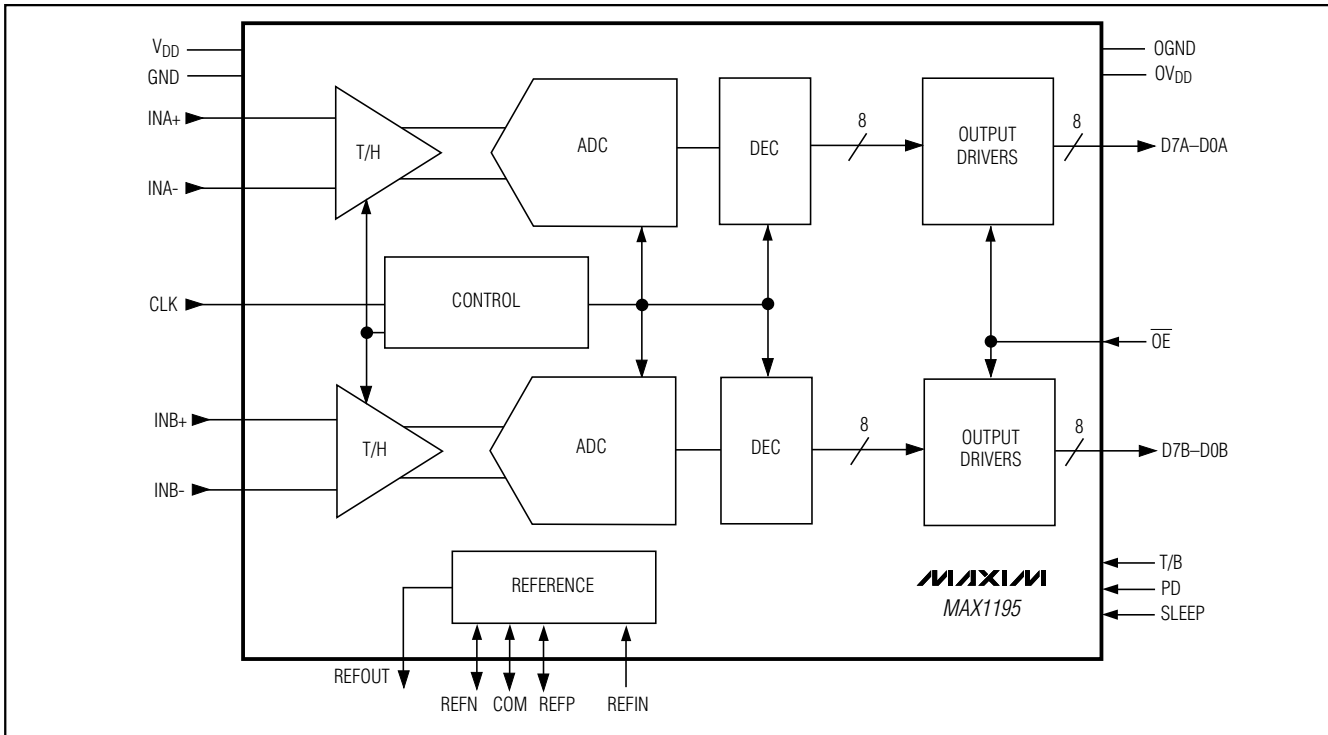 VDD
GND
OGND
OVDD
INA+
INA-
T/H
ADC
DEC
8
OUTPUT
DRIVERS
8
D7A–D0A
CLK
CONTROL
OE
INB+
INB-
T/H
ADC
DEC
8
OUTPUT
DRIVERS
8
D7B–D0B
REFERENCE
MAXIM
MAX1195
T/B
PD
SLEEP
REFOUT
REFN
COM
REFP
REFIN